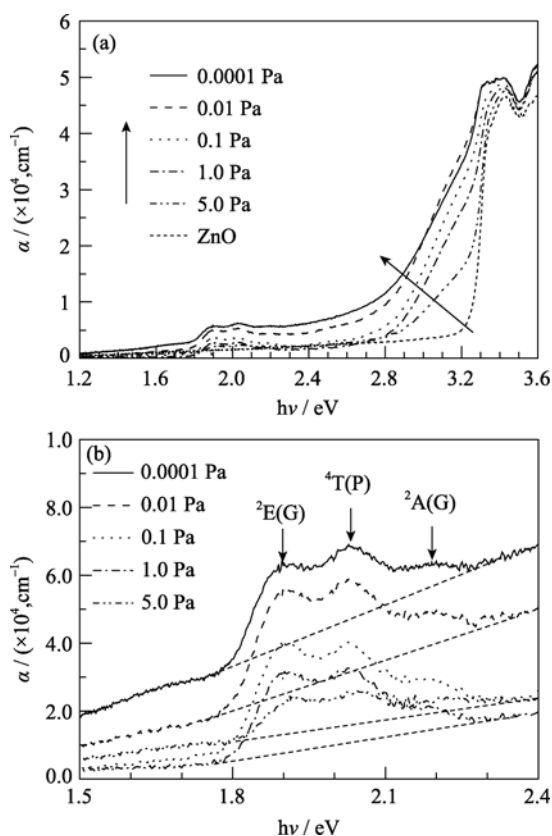 (a)
α / (×10⁴,cm⁻¹)
6
5
4
3
2
1
0
0.0001 Pa
0.01 Pa
0.1 Pa
1.0 Pa
5.0 Pa
ZnO
1.2 1.6 2.0 2.4 2.8 3.2 3.6
hν / eV
(b)
α / (×10⁴,cm⁻¹)
1.0
9.0
6.0
3.0
0.0
0.0001 Pa
0.01 Pa
0.1 Pa
1.0 Pa
5.0 Pa
²E(G)
⁴T(P)
²A(G)
1.5 1.8 2.1 2.4
hν / eV